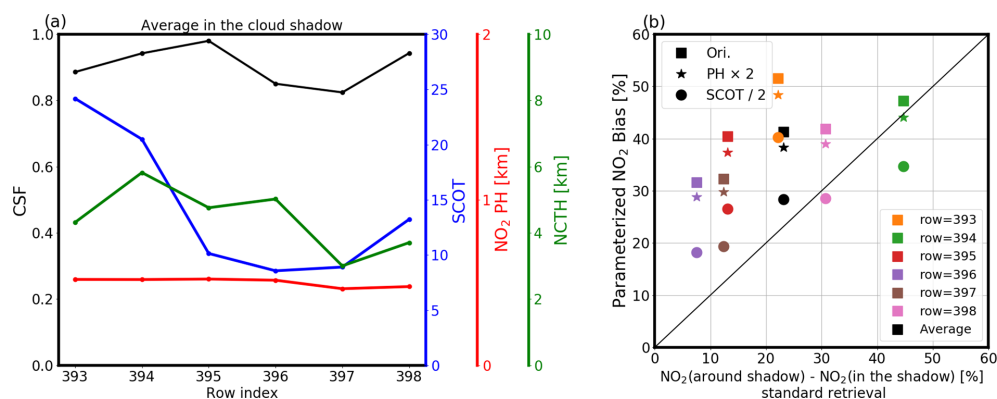 (a)
Average in the cloud shadow
1.0
0.8
0.6
0.4
0.2
0.0
CSF
393 394 395 396 397 398
Row index
30
25
20
15
10
5
0
SCOT
2
1
0
NO2 PH [km]
10
8
6
4
2
0
NCTH [km]
(b)
60
50
40
30
20
10
0
Parameterized NO2 Bias [%]
Ori.
PH × 2
SCOT / 2
row=393
row=394
row=395
row=396
row=397
row=398
Average
0 10 20 30 40 50 60
NO2(around shadow) - NO2(in the shadow) [%]
standard retrieval